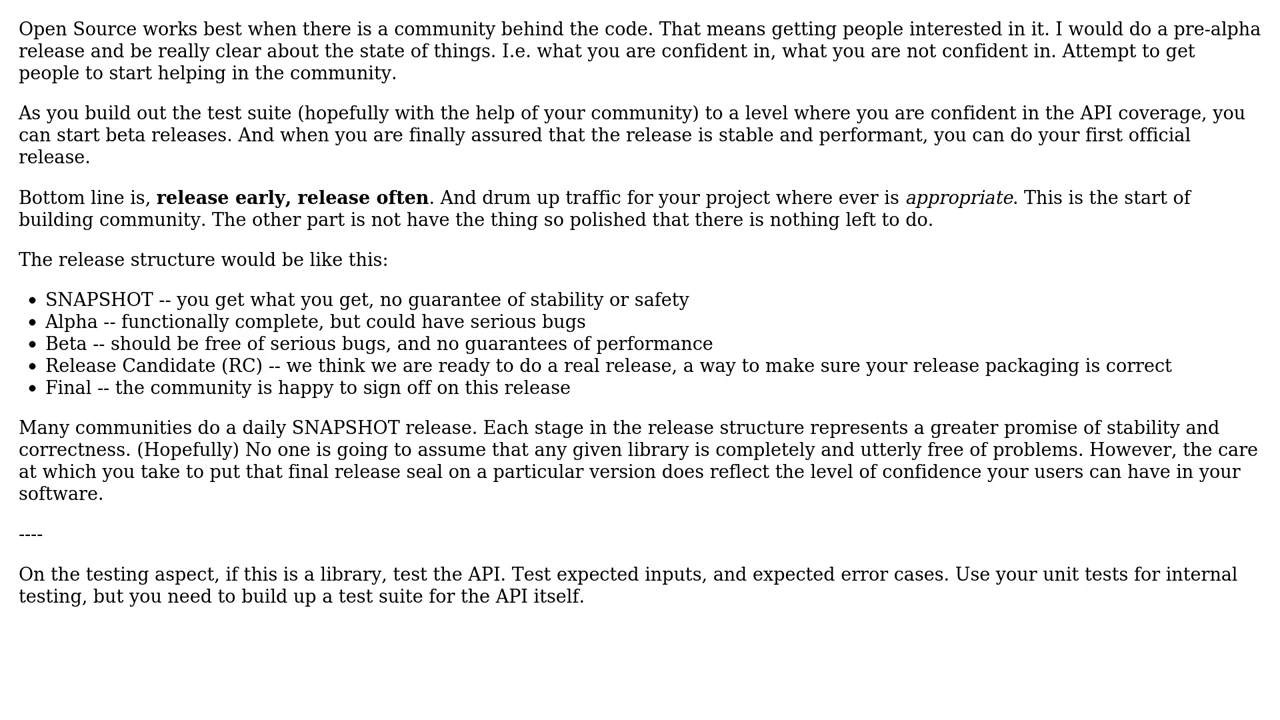 Open Source works best when there is a community behind the code. That means getting people interested in it. I would do a pre-alpha
release and be really clear about the state of things. I.e. what you are confident in, what you are not confident in. Attempt to get
people to start helping in the community.
As you build out the test suite (hopefully with the help of your community) to a level where you are confident in the API coverage, you
can start beta releases. And when you are finally assured that the release is stable and performant, you can do your first official
release.
Bottom line is, release early, release often. And drum up traffic for your project where ever is appropriate. This is the start of
building community. The other part is not have the thing so polished that there is nothing left to do.
The release structure would be like this:
• SNAPSHOT -- you get what you get, no guarantee of stability or safety
• Alpha -- functionally complete, but could have serious bugs
• Beta -- should be free of serious bugs, and no guarantees of performance
• Release Candidate (RC) -- we think we are ready to do a real release, a way to make sure your release packaging is correct
• Final -- the community is happy to sign off on this release
Many communities do a daily SNAPSHOT release. Each stage in the release structure represents a greater promise of stability and
correctness. (Hopefully) No one is going to assume that any given library is completely and utterly free of problems. However, the care
at which you take to put that final release seal on a particular version does reflect the level of confidence your users can have in your
software.
----
On the testing aspect, if this is a library, test the API. Test expected inputs, and expected error cases. Use your unit tests for internal
testing, but you need to build up a test suite for the API itself.